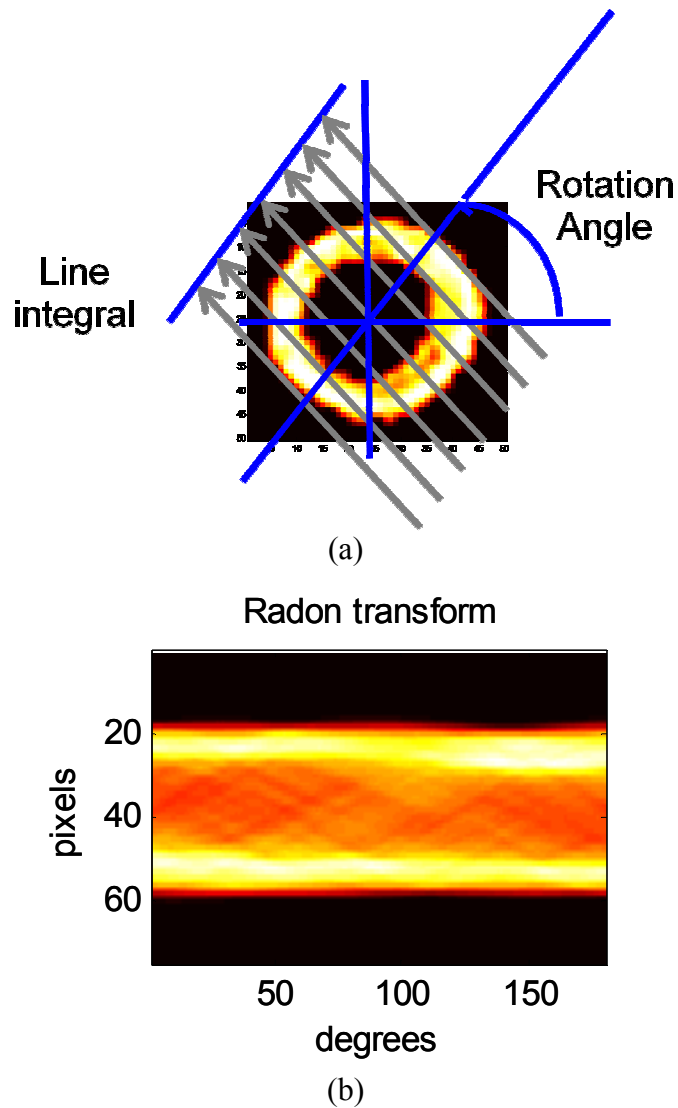 Rotation
Angle
Line
integral
(a)
Radon transform
20
40
60
pixels
50
100
150
degrees
(b)